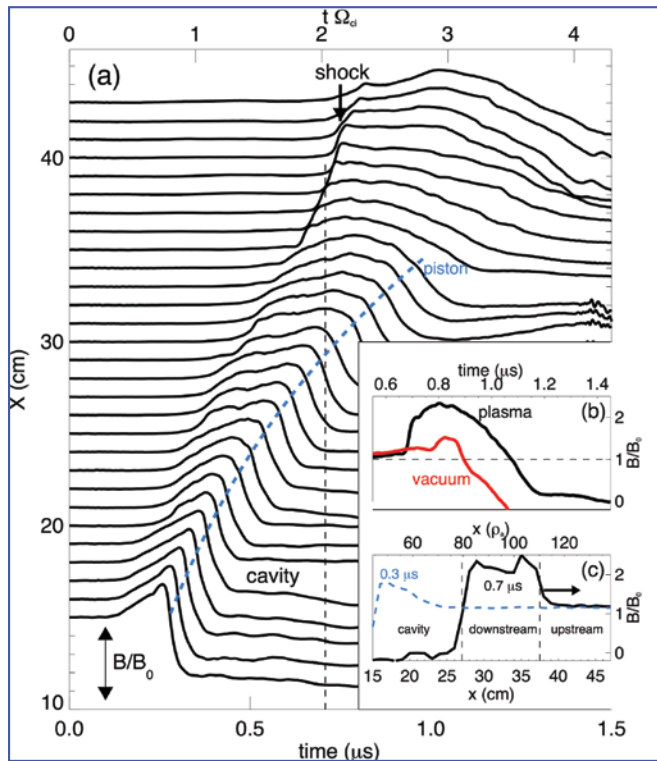 t Ωci
0 1 2 3 4
(a)
shock
40
piston
30
X (cm)
20
cavity
B/B0
10
0.0 0.5 1.0 1.5
time (μs)
time (μs)
0.6 0.8 1.0 1.2 1.4
(b)
plasma
vacuum
2
1
0
B/B0
x (ρs)
60 80 100 120
0.3 μs
(c)
0.7 μs
2
1
0
B/B0
cavity downstream upstream
15 20 25 30 35 40 45
x (cm)